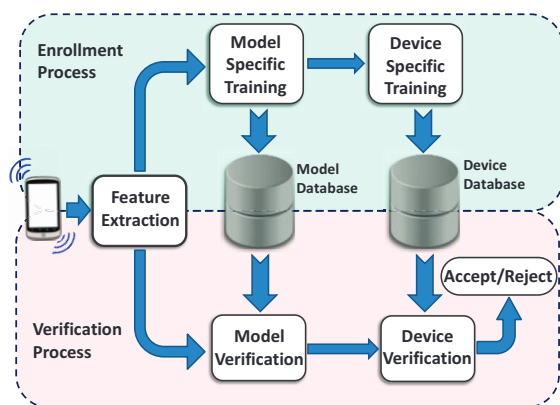 Enrollment
Process
Model
Specific
Training
Device
Specific
Training
Model
Database
Device
Database
Feature
Extraction
Accept/Reject
Verification
Process
Model
Verification
Device
Verification